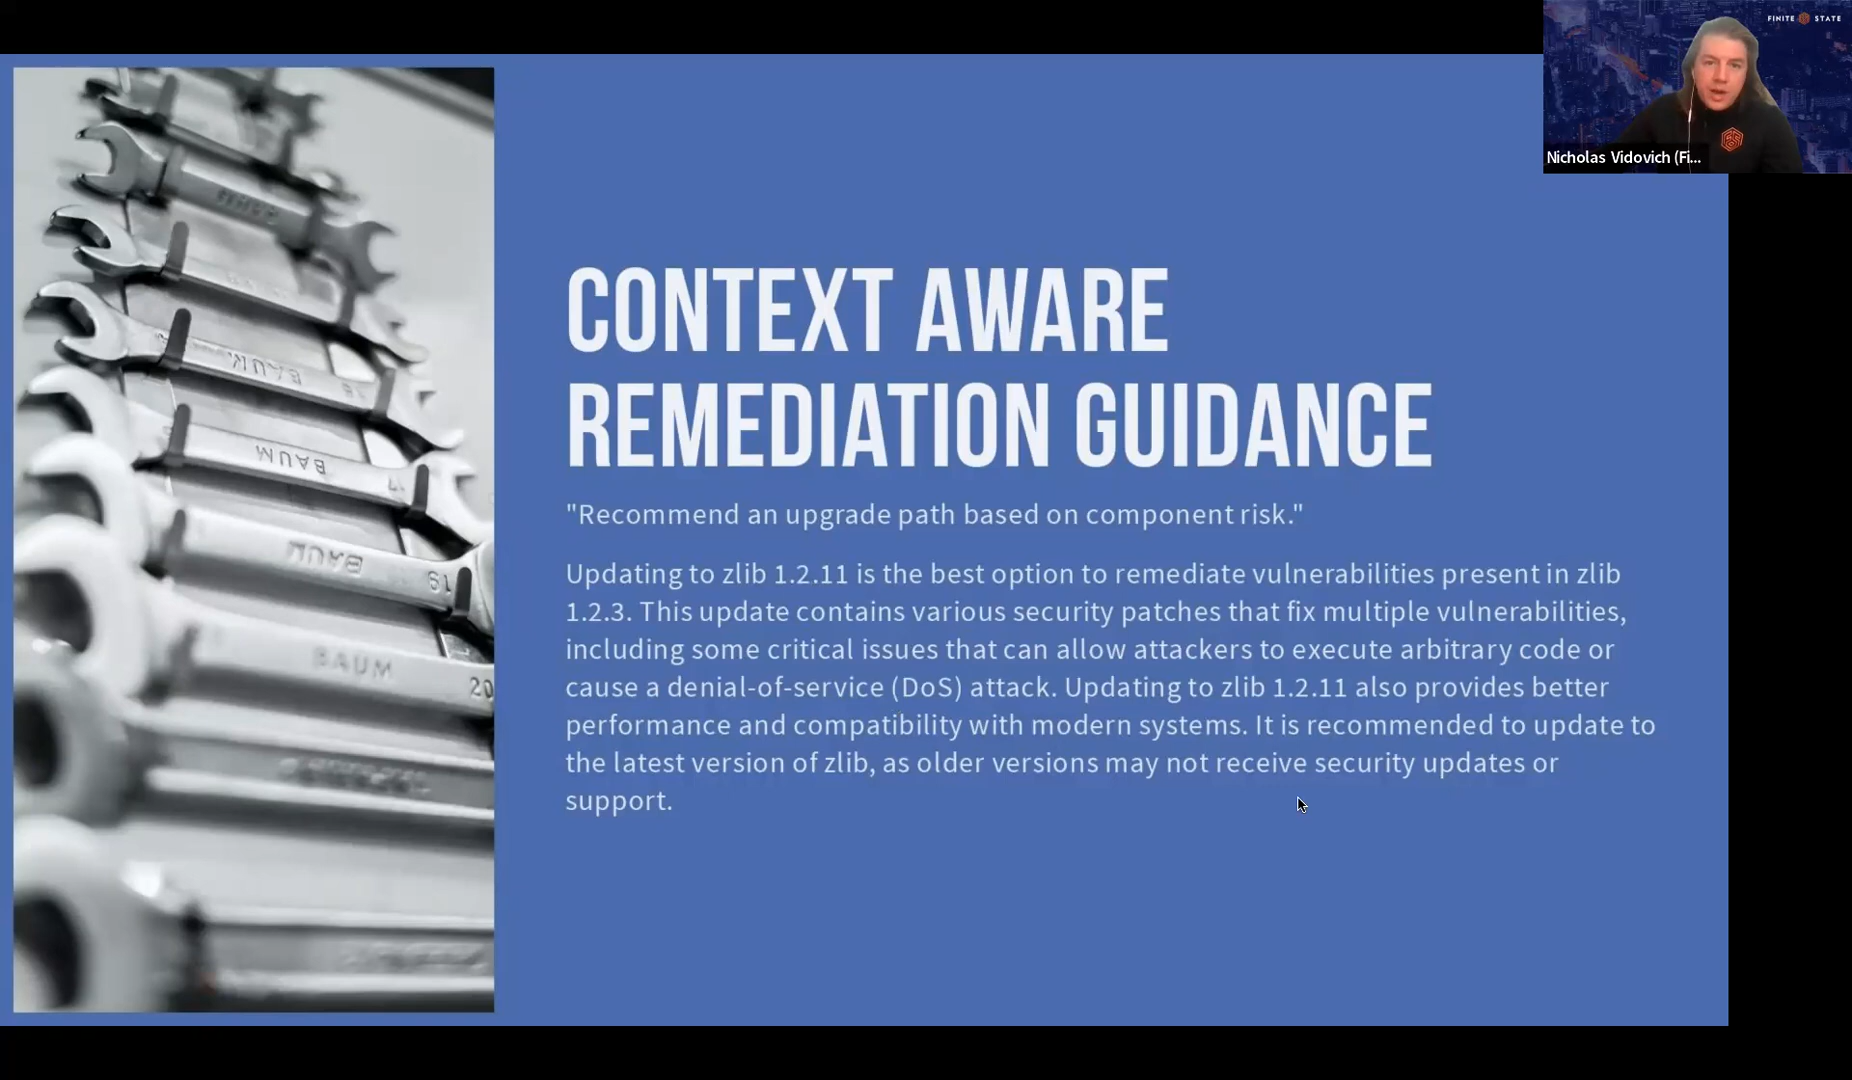 FINITE STATE
Nicholas Vidovich (Fi...
CONTEXT AWARE
REMEDIATION GUIDANCE
"Recommend an upgrade path based on component risk."
Updating to zlib 1.2.11 is the best option to remediate vulnerabilities present in zlib
1.2.3. This update contains various security patches that fix multiple vulnerabilities,
including some critical issues that can allow attackers to execute arbitrary code or
cause a denial-of-service (DoS) attack. Updating to zlib 1.2.11 also provides better
performance and compatibility with modern systems. It is recommended to update to
the latest version of zlib, as older versions may not receive security updates or
support.
BAUM
BAUM
17
BAUM
19
BAUM
20